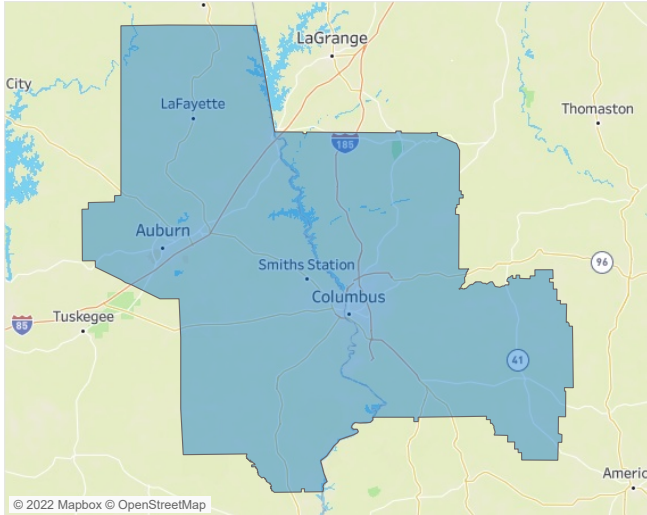 LaGrange
City
LaFayette
Thomaston
185
Auburn
Smiths Station
96
Columbus
Tuskegee
85
41
Americ
© 2022 Mapbox © OpenStreetMap